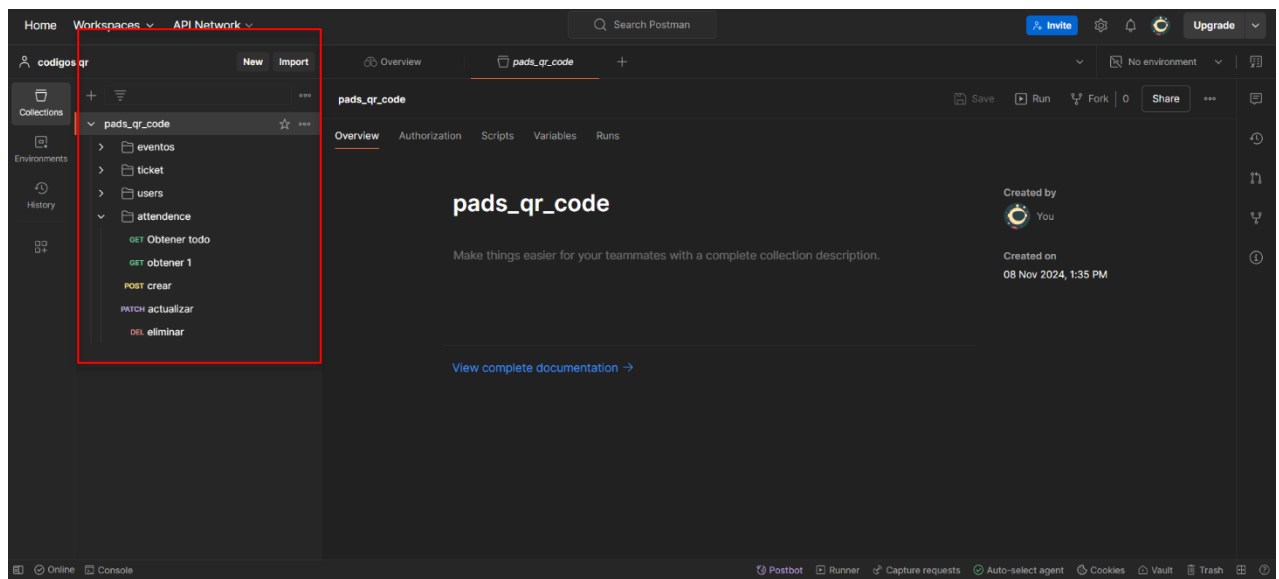 Home Workspaces API Network Search Postman Invite Upgrade
codigos qr New Import Overview pads_qr_code No environment
Collections
pads_qr_code Save Run Fork 0 Share
pads_qr_code
Overview Authorization Scripts Variables Runs
Environments
eventos
ticket
users
History
attendence
GET Obtener todo
GET obtener 1
POST crear
PATCH actualizar
DEL eliminar
pads_qr_code
Make things easier for your teammates with a complete collection description.
View complete documentation →
Created by
You
Created on
08 Nov 2024, 1:35 PM
Online Console Postbot Runner Capture requests Auto-select agent Cookies Vault Trash